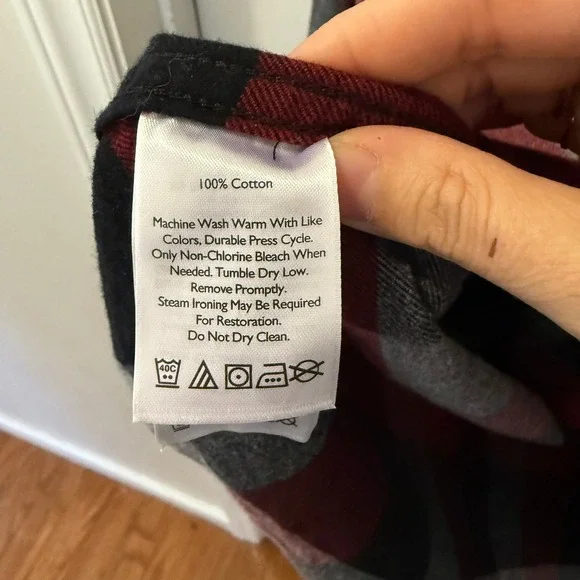 100% Cotton
Machine Wash Warm With Like
Colors, Durable Press Cycle.
Only Non-Chlorine Bleach When
Needed. Tumble Dry Low.
Remove Promptly.
Steam Ironing May Be Required
For Restoration.
Do Not Dry Clean.
40C